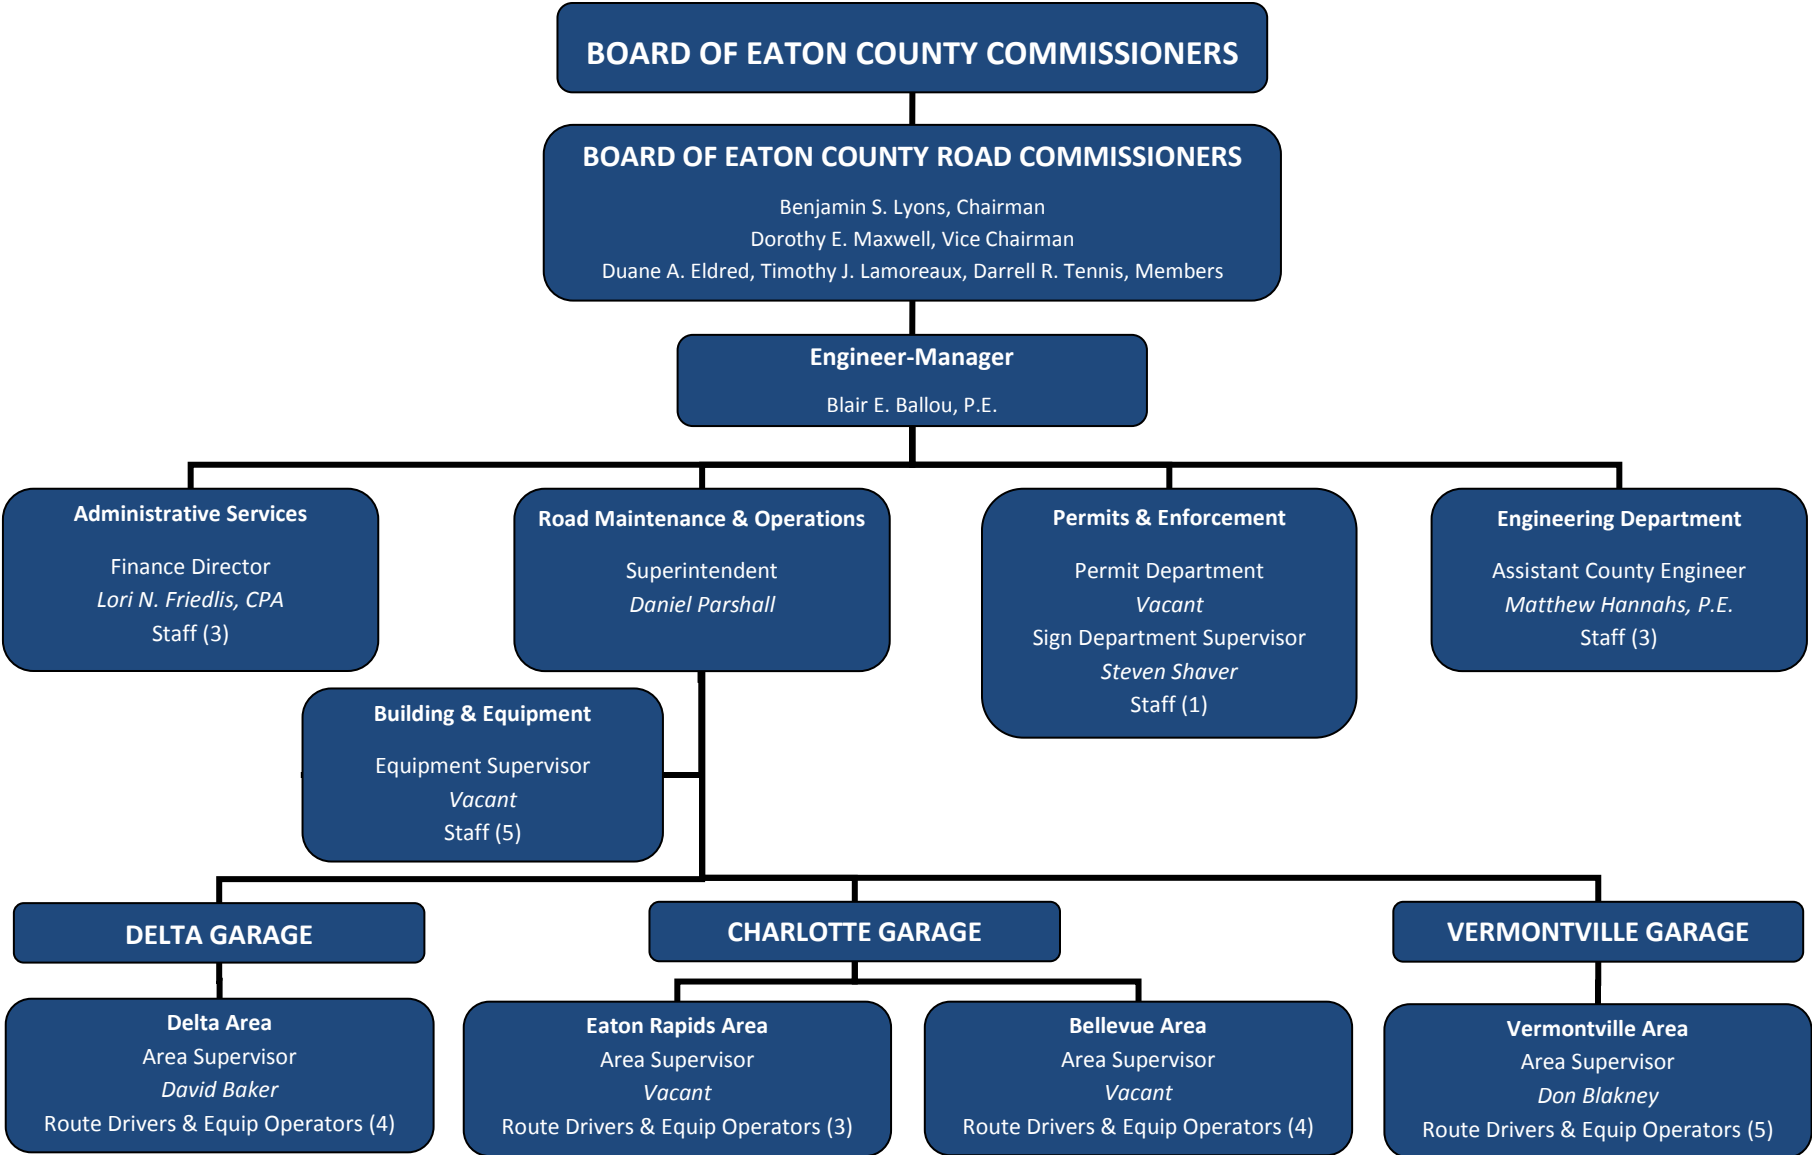 BOARD OF EATON COUNTY COMMISSIONERS
BOARD OF EATON COUNTY ROAD COMMISSIONERS
Benjamin S. Lyons, Chairman
Dorothy E. Maxwell, Vice Chairman
Duane A. Eldred, Timothy J. Lamoreaux, Darrell R. Tennis, Members
Engineer-Manager
Blair E. Ballou, P.E.
Administrative Services
Finance Director
Lori N. Friedlis, CPA
Staff (3)
Road Maintenance & Operations
Superintendent
Daniel Parshall
Permits & Enforcement
Permit Department
Vacant
Sign Department Supervisor
Steven Shaver
Staff (1)
Engineering Department
Assistant County Engineer
Matthew Hannahs, P.E.
Staff (3)
Building & Equipment
Equipment Supervisor
Vacant
Staff (5)
DELTA GARAGE
CHARLOTTE GARAGE
VERMONTVILLE GARAGE
Delta Area
Area Supervisor
David Baker
Route Drivers & Equip Operators (4)
Eaton Rapids Area
Area Supervisor
Vacant
Route Drivers & Equip Operators (3)
Bellevue Area
Area Supervisor
Vacant
Route Drivers & Equip Operators (4)
Vermontville Area
Area Supervisor
Don Blakney
Route Drivers & Equip Operators (5)